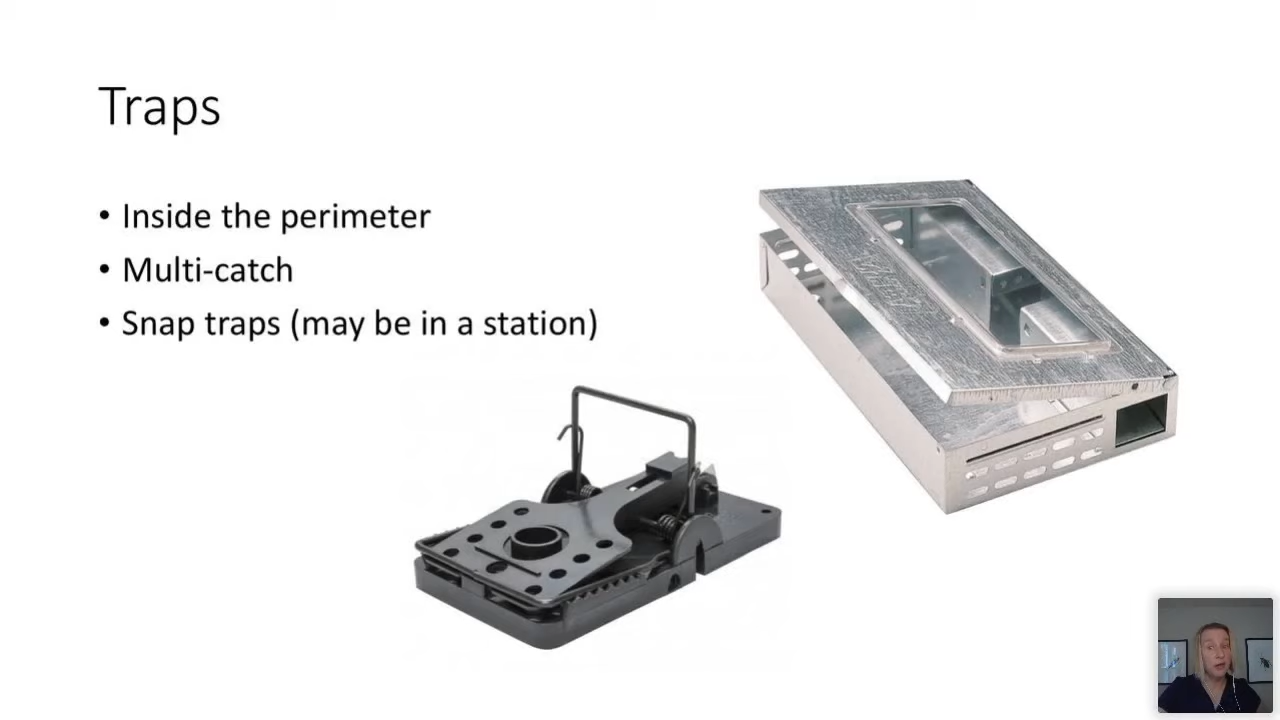 Traps
• Inside the perimeter
• Multi-catch
• Snap traps (may be in a station)